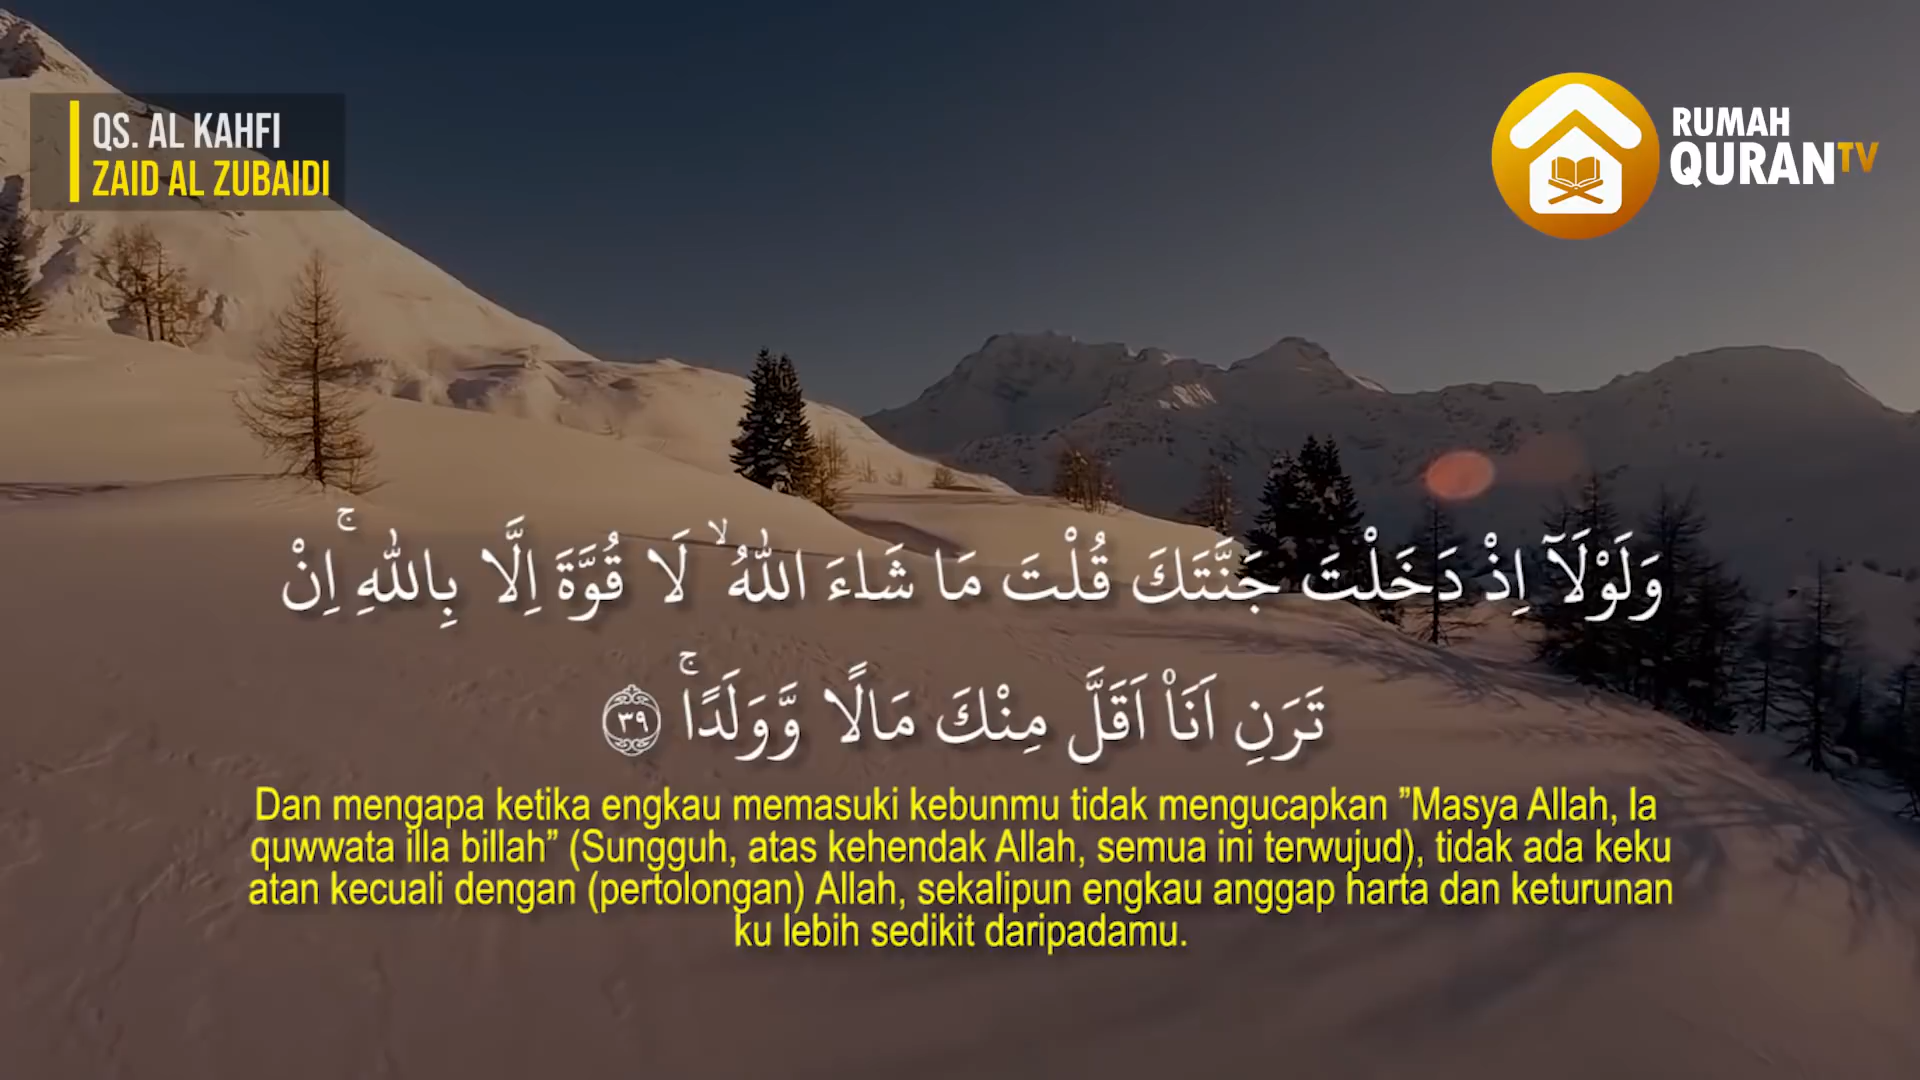 QS. AL KAHFI
ZAID AL ZUBAIDI
RUMAH
QURANTV
وَلَوْلَآ اِذْ دَخَلْتَ جَنَّتَكَ قُلْتَ مَا شَاۤءَ اللّٰهُ ۙ لَا قُوَّةَ اِلَّا بِاللّٰهِ ۚاِنْ
تَرَنِ اَنَا۠ اَقَلَّ مِنْكَ مَالًا وَّوَلَدًاۚ ٣٩
Dan mengapa ketika engkau memasuki kebunmu tidak mengucapkan ”Masya Allah, la
quwwata illa billah” (Sungguh, atas kehendak Allah, semua ini terwujud), tidak ada keku
atan kecuali dengan (pertolongan) Allah, sekalipun engkau anggap harta dan keturunan
ku lebih sedikit daripadamu.